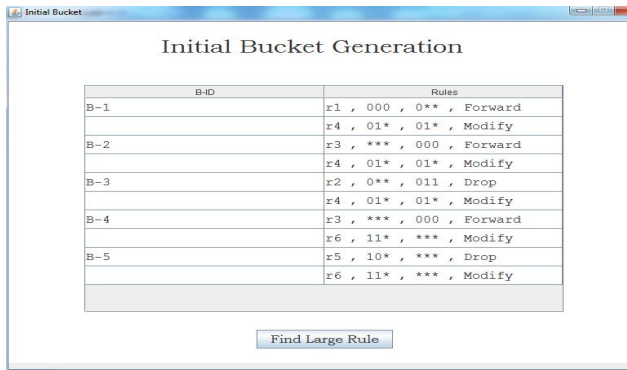 Initial Bucket
Initial Bucket Generation
B-ID Rules
B-1 r1 , 000 , 0** , Forward
r4 , 01* , 01* , Modify
B-2 r3 , *** , 000 , Forward
r4 , 01* , 01* , Modify
B-3 r2 , 0** , 011 , Drop
r4 , 01* , 01* , Modify
B-4 r3 , *** , 000 , Forward
r6 , 11* , *** , Modify
B-5 r5 , 10* , *** , Drop
r6 , 11* , *** , Modify
Find Large Rule